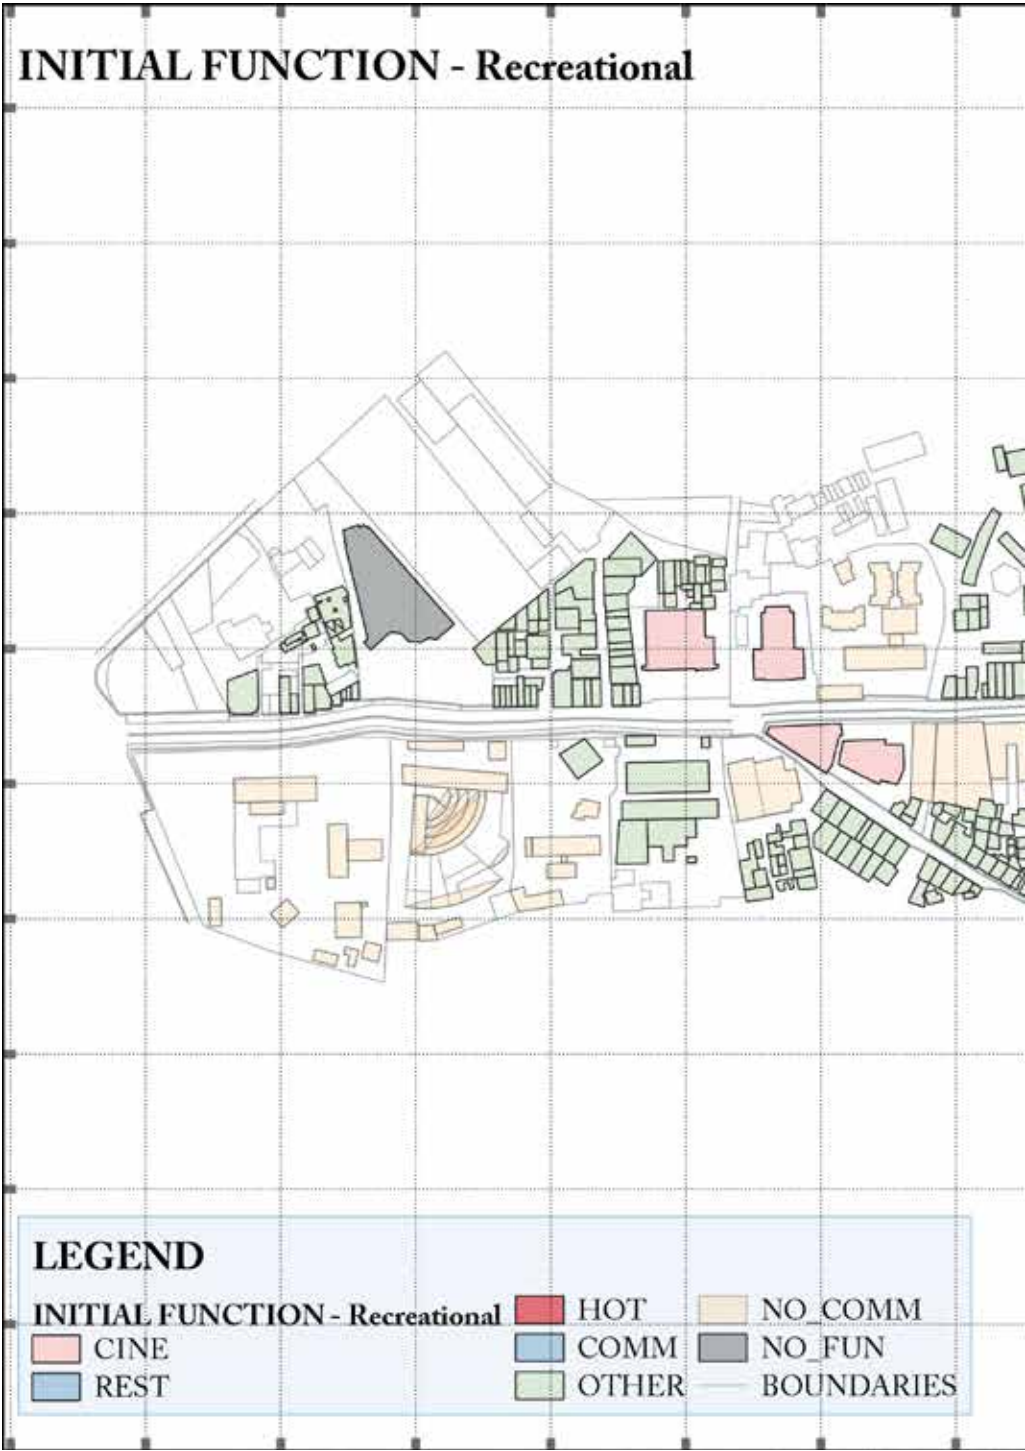 INITIAL FUNCTION - Recreational
LEGEND
INITIAL FUNCTION - Recreational
CINE
REST
HOT
COMM
OTHER
NO_COMM
NO_FUN
BOUNDARIES